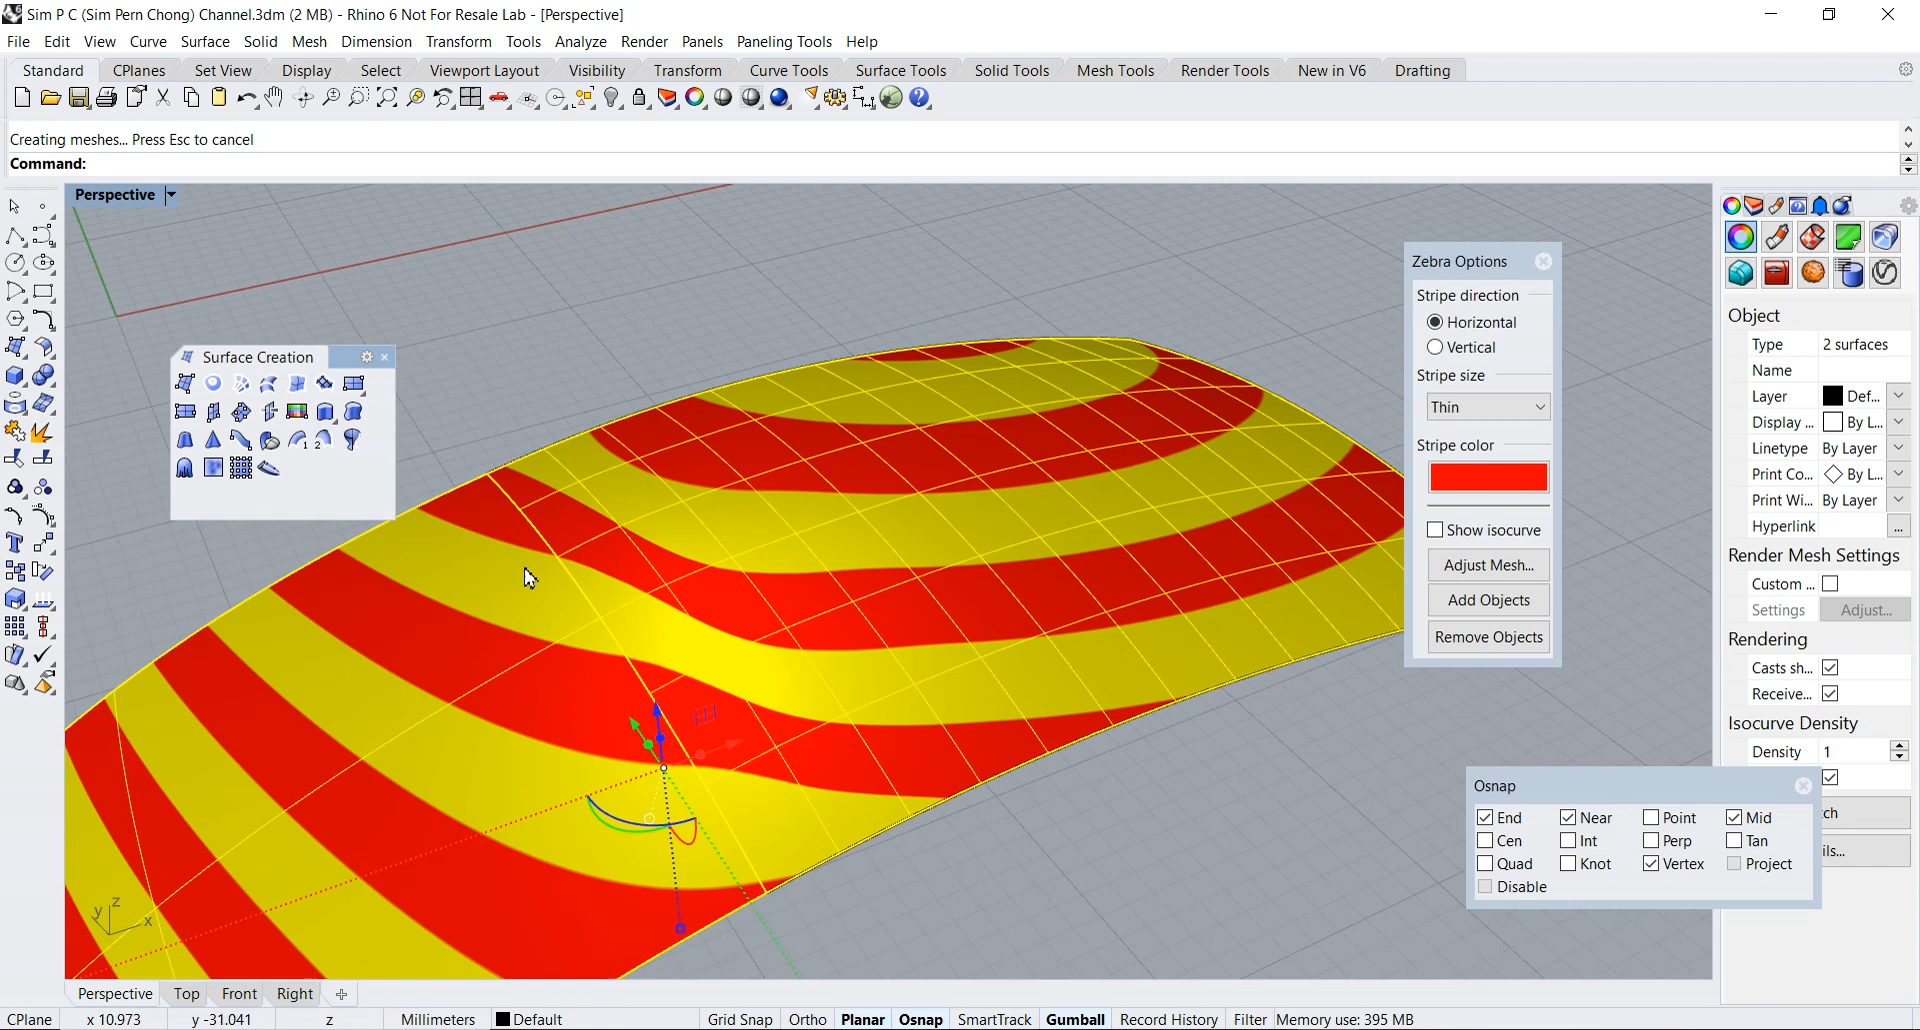 Sim P C (Sim Pern Chong) Channel.3dm (2 MB) - Rhino 6 Not For Resale Lab - [Perspective]
File Edit View Curve Surface Solid Mesh Dimension Transform Tools Analyze Render Panels Paneling Tools Help
Standard CPlanes Set View Display Select Viewport Layout Visibility Transform Curve Tools Surface Tools Solid Tools Mesh Tools Render Tools New in V6 Drafting
Creating meshes... Press Esc to cancel
Command:
Perspective
Surface Creation
Zebra Options
Stripe direction
Horizontal
Vertical
Stripe size
Thin
Stripe color
Show isocurve
Adjust Mesh...
Add Objects
Remove Objects
Object
Type 2 surfaces
Name
Layer Def...
Display ... By L...
Linetype By Layer
Print Co... By L...
Print Wi... By Layer
Hyperlink ...
Render Mesh Settings
Custom ...
Settings Adjust...
Rendering
Casts sh...
Receive...
Isocurve Density
Density 1
ch
ils...
Osnap
End Near Point Mid
Cen Int Perp Tan
Quad Knot Vertex Project
Disable
z
y
x
Perspective Top Front Right
CPlane x 10.973 y -31.041 z Millimeters Default Grid Snap Ortho Planar Osnap SmartTrack Gumball Record History Filter Memory use: 395 MB